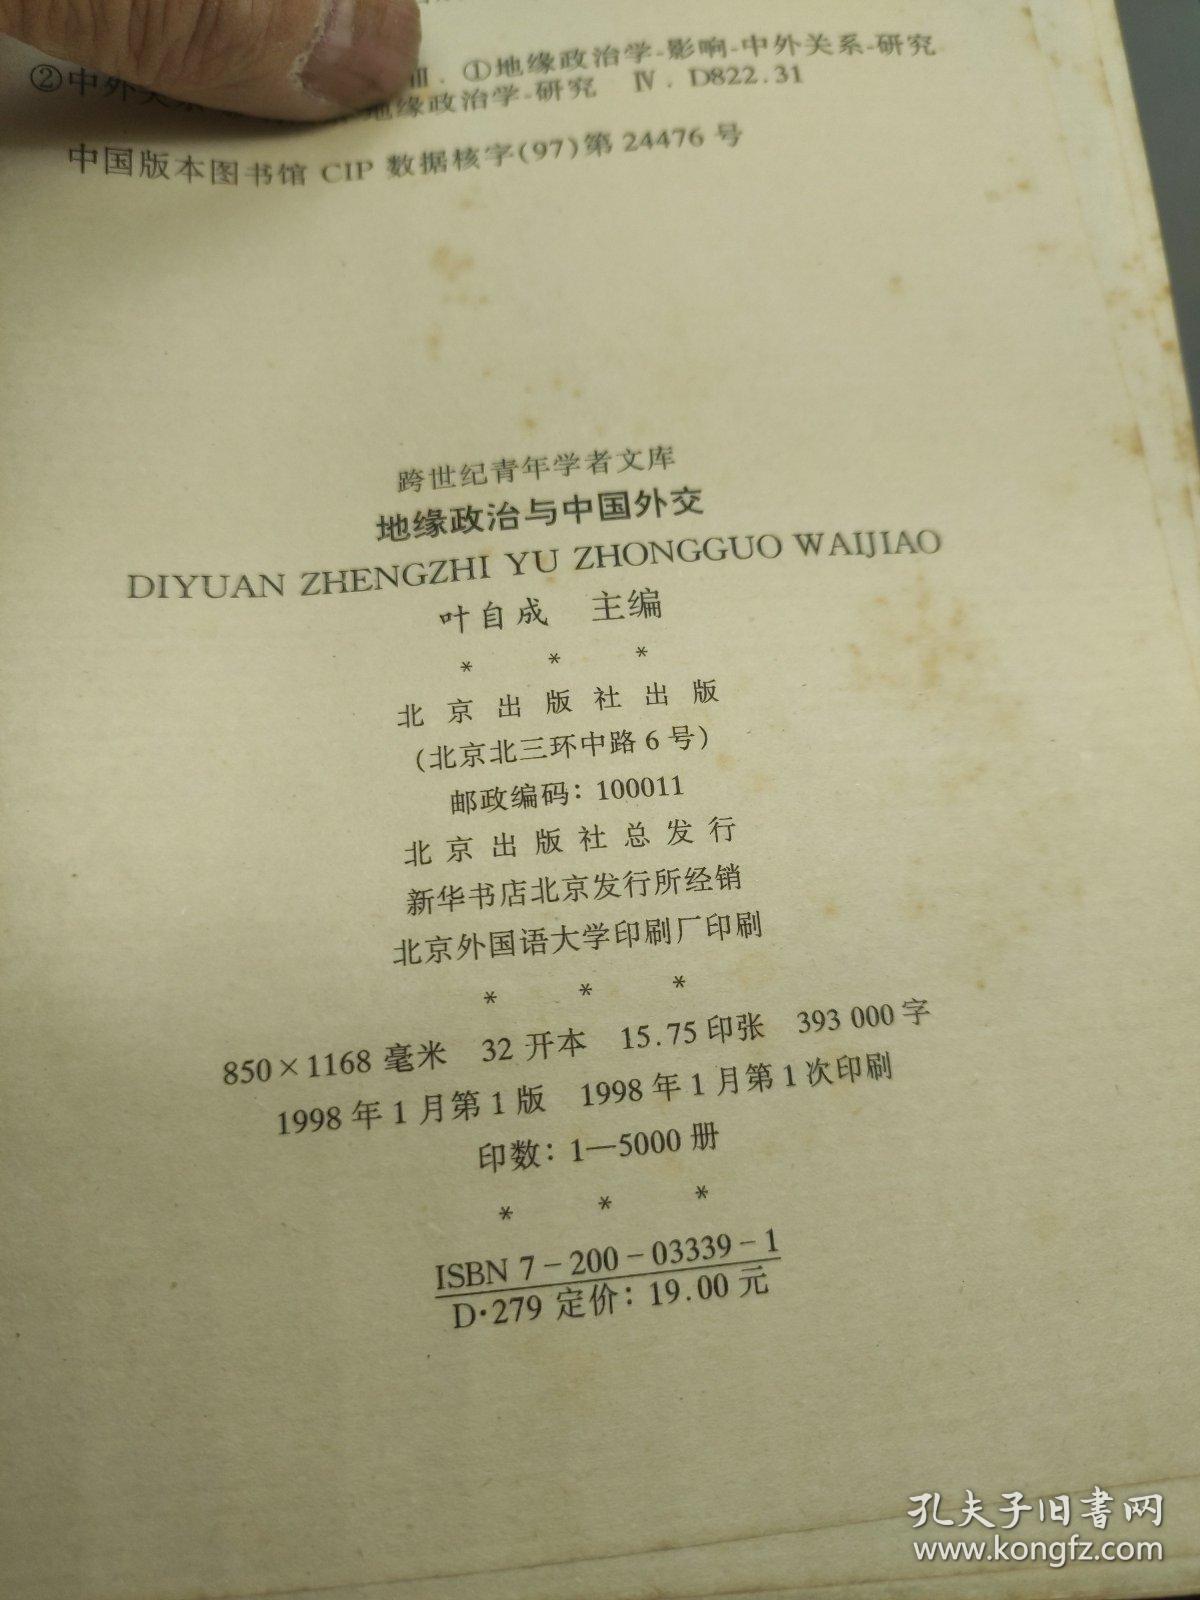 Ⅲ.①地缘政治学-影响-中外关系-研究
②中外关系 地缘政治学-研究 Ⅳ.D822.31
中国版本图书馆 CIP 数据核字(97)第 24476 号
跨世纪青年学者文库
地缘政治与中国外交
DIYUAN ZHENGZHI YU ZHONGGUO WAIJIAO
叶自成 主编
* * *
北京出版社出版
(北京北三环中路 6 号)
邮政编码：100011
北京出版社总发行
新华书店北京发行所经销
北京外国语大学印刷厂印刷
* * *
850×1168 毫米 32 开本 15.75 印张 393 000 字
1998 年 1 月第 1 版 1998 年 1 月第 1 次印刷
印数：1—5000 册
* * *
ISBN 7-200-03339-1
D·279 定价：19.00 元
孔夫子旧书网
www.kongfz.com